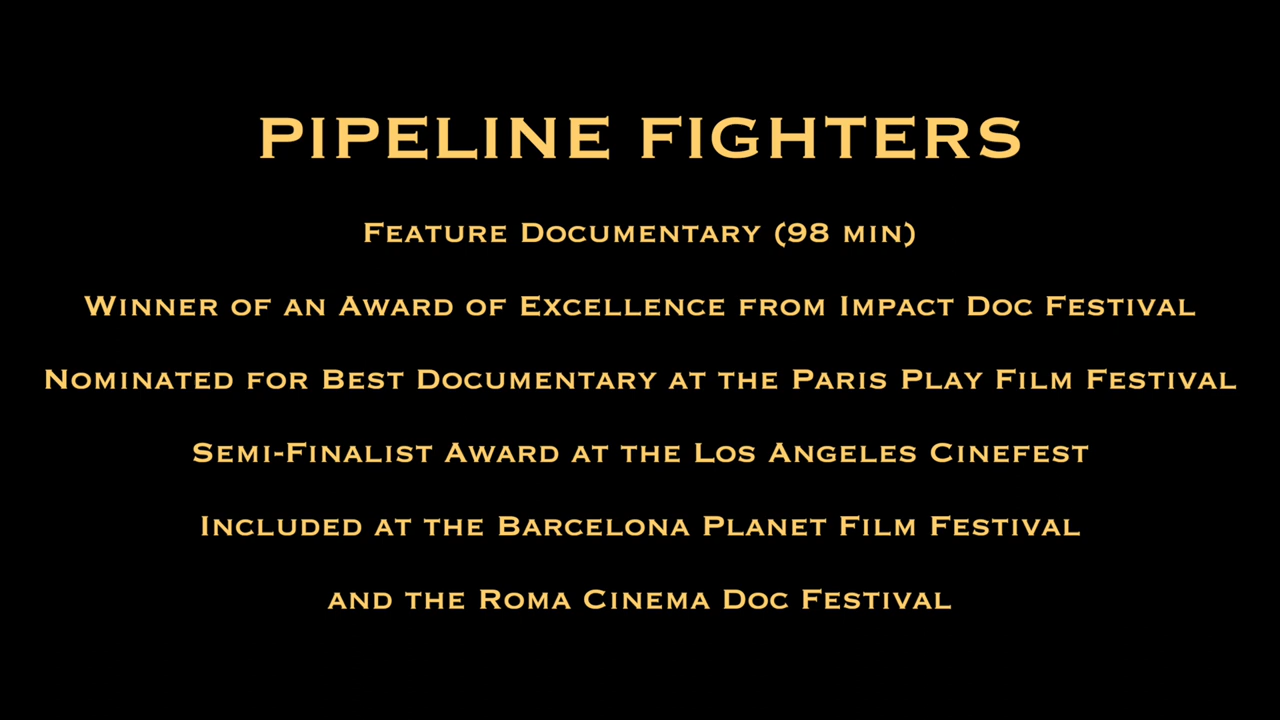 PIPELINE FIGHTERS
Feature Documentary (98 min)
Winner of an Award of Excellence from Impact Doc Festival
Nominated for Best Documentary at the Paris Play Film Festival
Semi-Finalist Award at the Los Angeles Cinefest
Included at the Barcelona Planet Film Festival
and the Roma Cinema Doc Festival